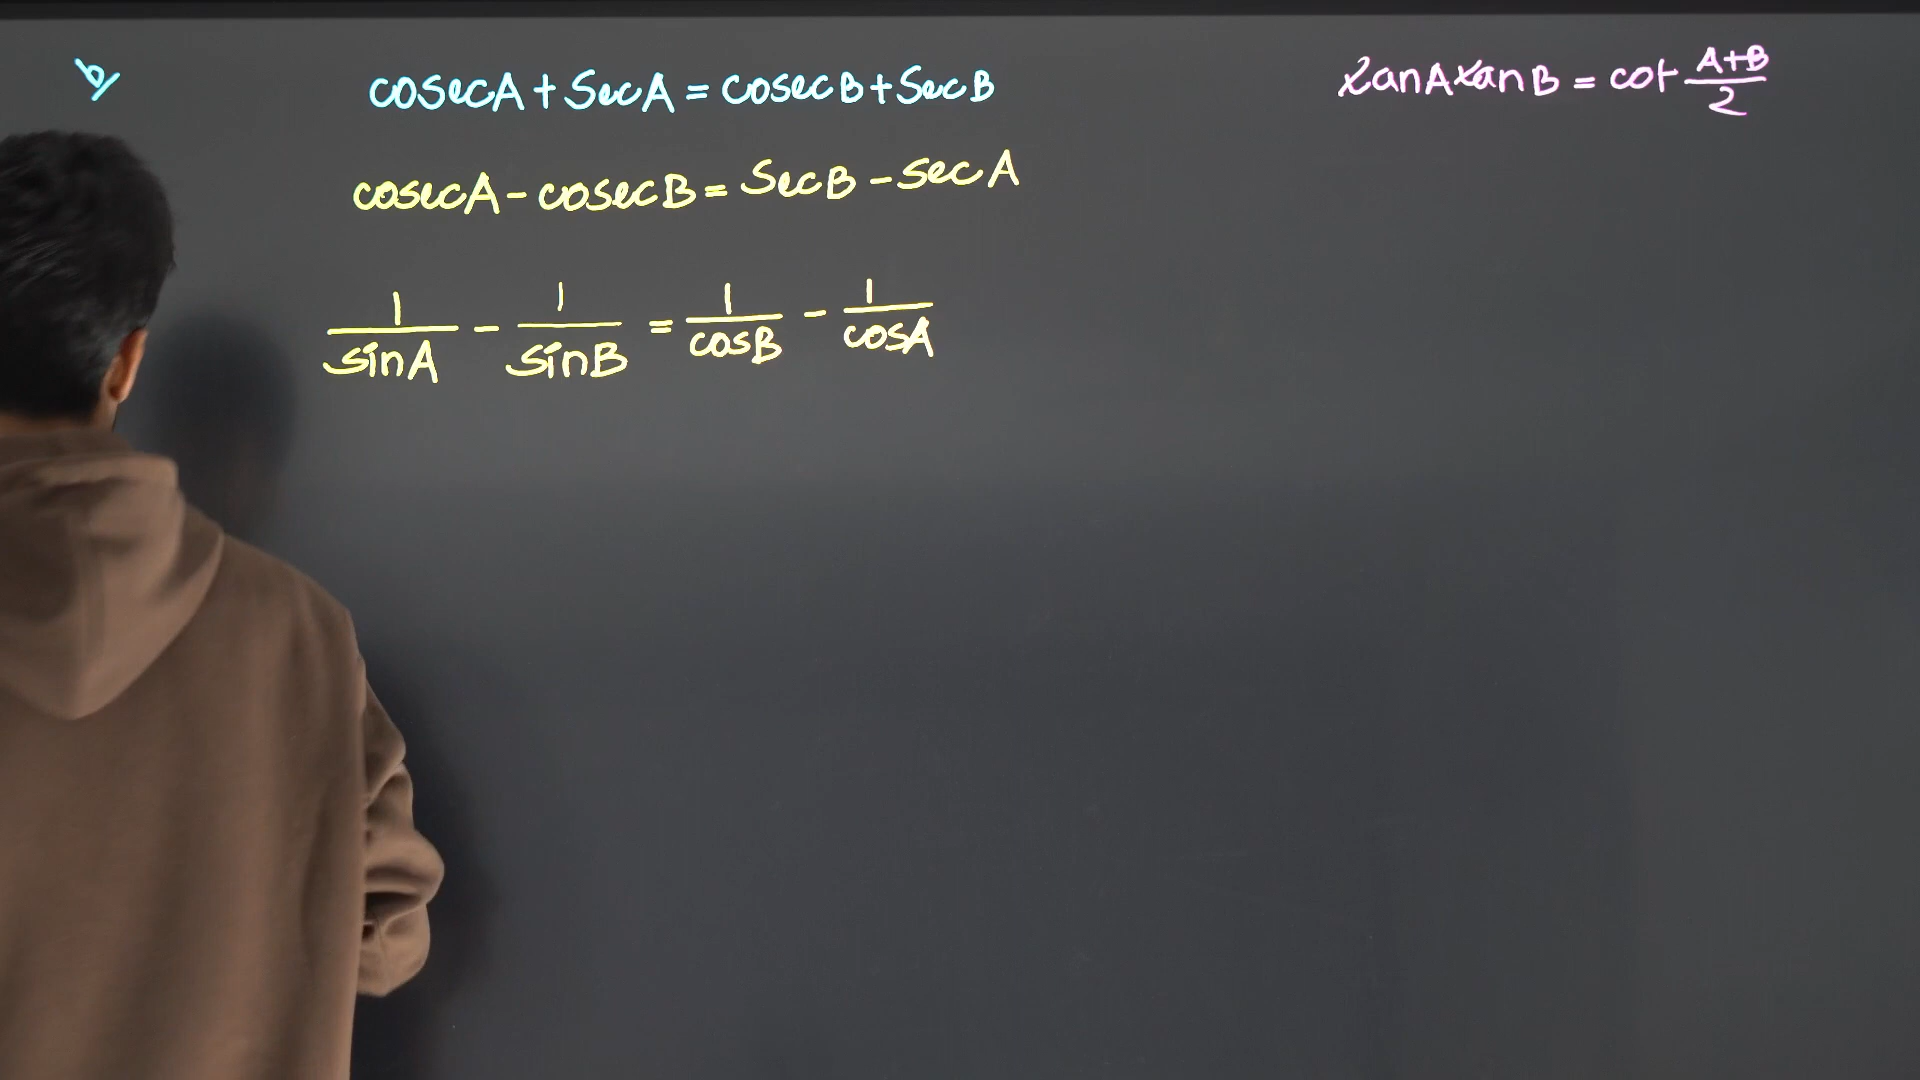 b)
cosecA + SecA = cosecB + SecB
tanA tanB = cot (A+B)/2
cosecA - cosecB = SecB - secA
1/sinA - 1/sinB = 1/cosB - 1/cosA